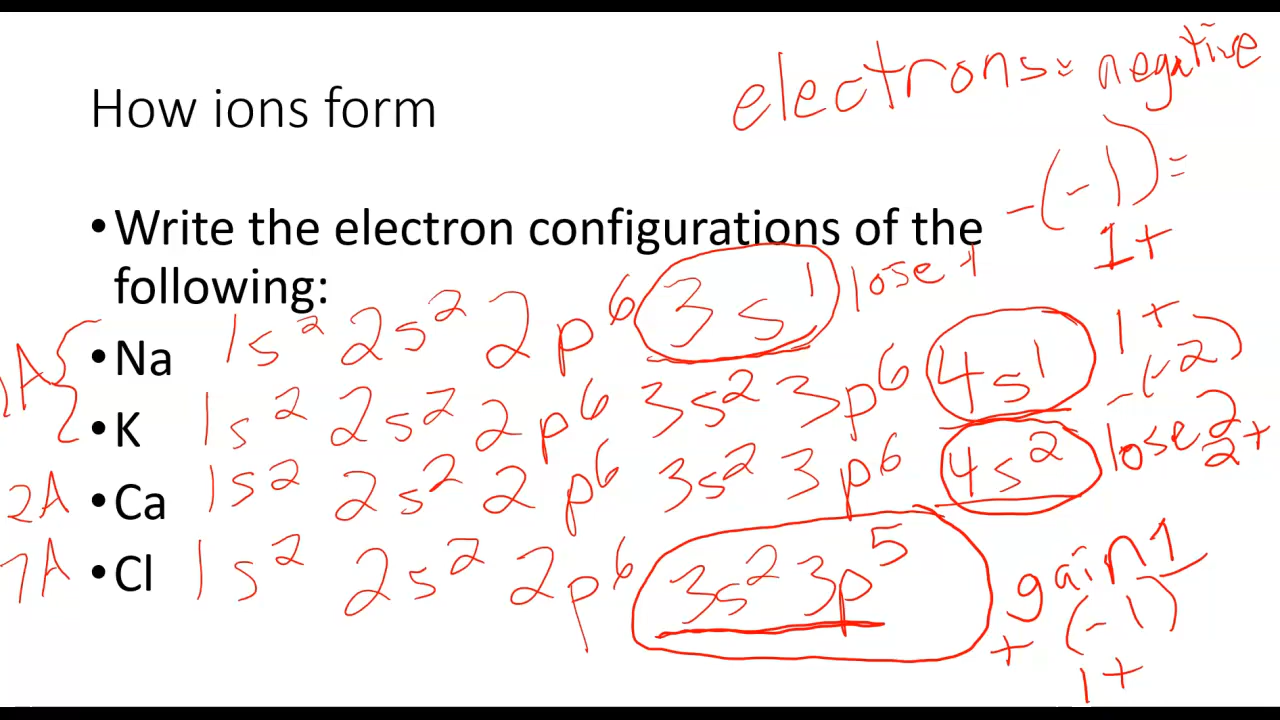 electrons = negative
How ions form
-(-1) =
1+
• Write the electron configurations of the
following:
lose 1
• Na 1s² 2s² 2p⁶ 3s¹
1+
A
• K 1s² 2s² 2p⁶ 3s² 3p⁶ 4s¹
-(-2)
lose 2
2+
2A • Ca 1s² 2s² 2p⁶ 3s² 3p⁶ 4s²
7A • Cl 1s² 2s² 2p⁶ 3s² 3p⁵
gain 1
+(-1)
1+